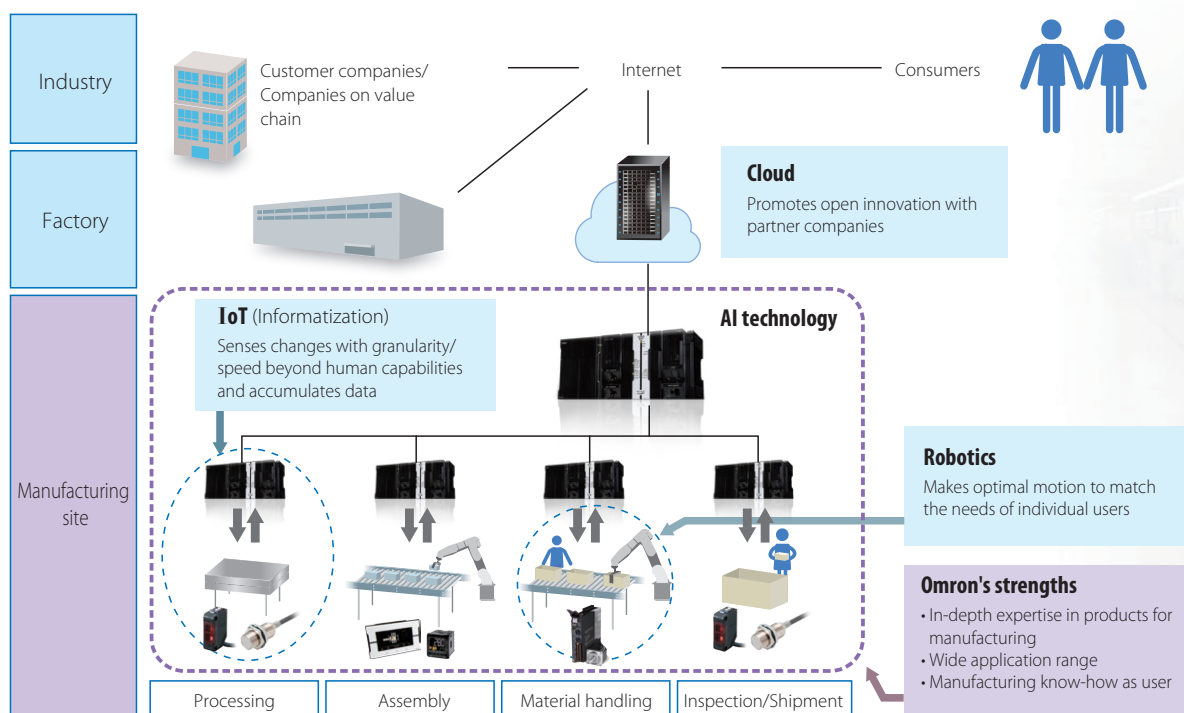 Industry
Customer companies/
Companies on value
chain
Internet
Consumers
Factory
Cloud
Promotes open innovation with
partner companies
Manufacturing
site
IoT (Informatization)
Senses changes with granularity/
speed beyond human capabilities
and accumulates data
AI technology
Robotics
Makes optimal motion to match
the needs of individual users
Omron's strengths
• In-depth expertise in products for
manufacturing
• Wide application range
• Manufacturing know-how as user
Processing
Assembly
Material handling
Inspection/Shipment